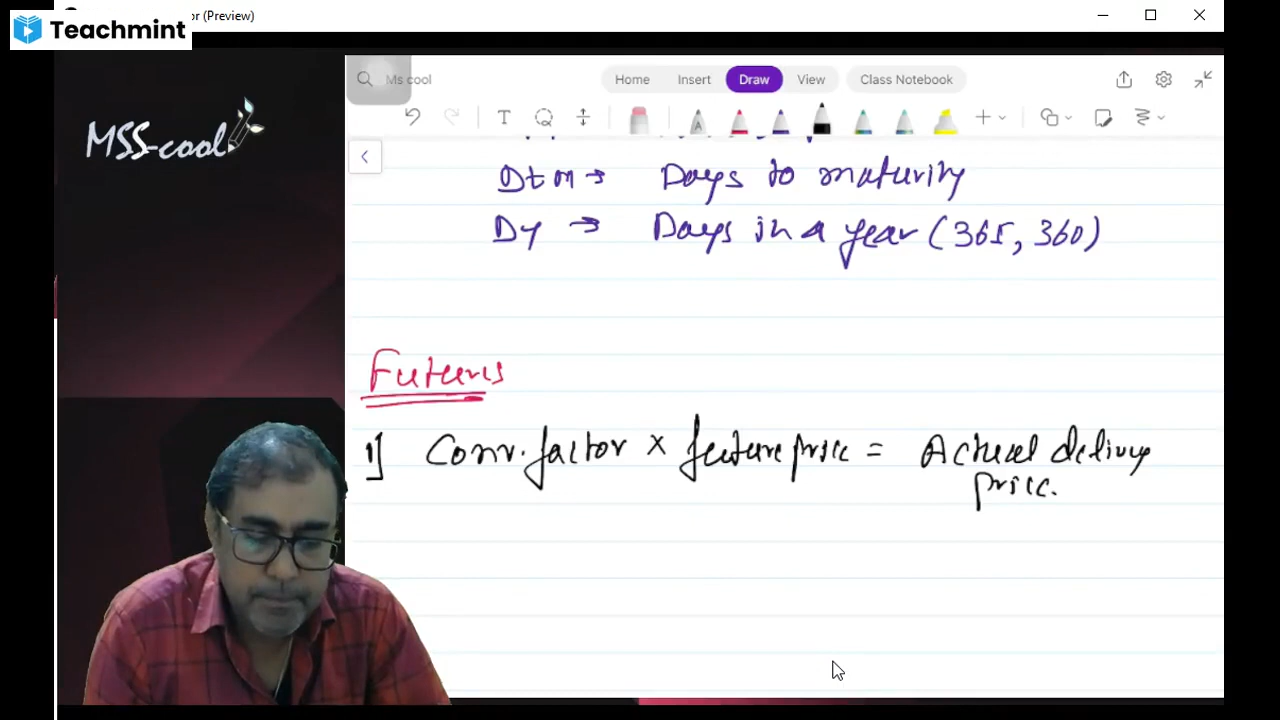 Teachmint
or (Preview)
Ms cool
Home Insert Draw View Class Notebook
MSS-cool
DtM → Days to maturity
Dy → Days in a year (365, 360)
Futures
1] Conv. factor × future price = Actual delivery
price.